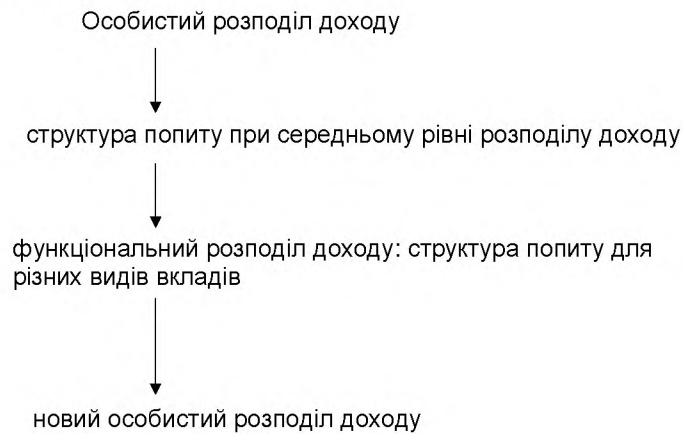 Особистий розподіл доходу
структура попиту при середньому рівні розподілу доходу
функціональний розподіл доходу: структура попиту для
різних видів вкладів
новий особистий розподіл доходу